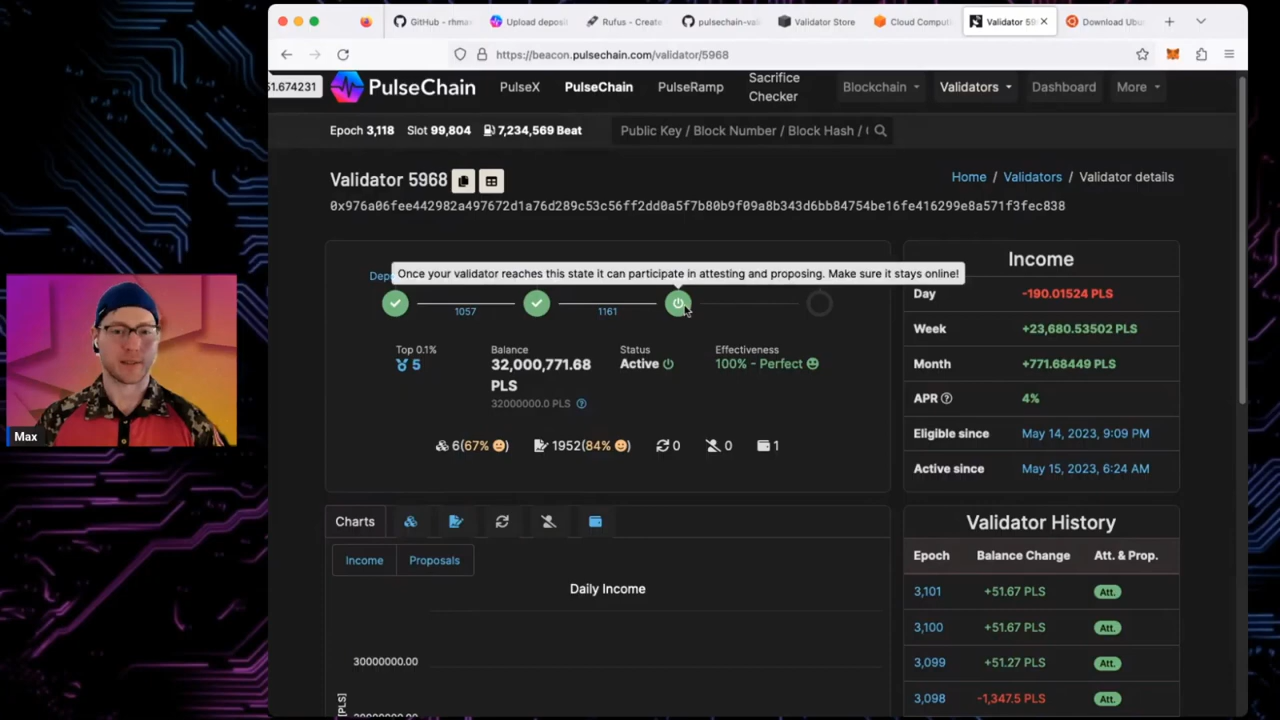 GitHub - rhma
Upload deposi
Rufus - Create
pulsechain-val
Validator Store
Cloud Computi
Validator 59
Download Ubu
https://beacon.pulsechain.com/validator/5968
51.674231
PulseChain
PulseX
PulseChain
PulseRamp
Sacrifice
Checker
Blockchain
Validators
Dashboard
More
Epoch 3,118 Slot 99,804 7,234,569 Beat
Public Key / Block Number / Block Hash / (
Validator 5968
Home / Validators / Validator details
0x976a06fee442982a497672d1a76d289c53c56ff2dd0a5f7b80b9f09a8b343d6bb84754be16fe416299e8a571f3fec838
Depo
Once your validator reaches this state it can participate in attesting and proposing. Make sure it stays online!
1057
1161
Top 0.1%
5
Balance
32,000,771.68
PLS
32000000.0 PLS
Status
Active
Effectiveness
100% - Perfect
6(67%)
1952(84%)
0
0
1
Income
Day -190.01524 PLS
Week +23,680.53502 PLS
Month +771.68449 PLS
APR 4%
Eligible since May 14, 2023, 9:09 PM
Active since May 15, 2023, 6:24 AM
Max
Charts
Income
Proposals
Daily Income
30000000.00
[PLS]
Validator History
Epoch Balance Change Att. & Prop.
3,101 +51.67 PLS Att.
3,100 +51.67 PLS Att.
3,099 +51.27 PLS Att.
3,098 -1,347.5 PLS Att.